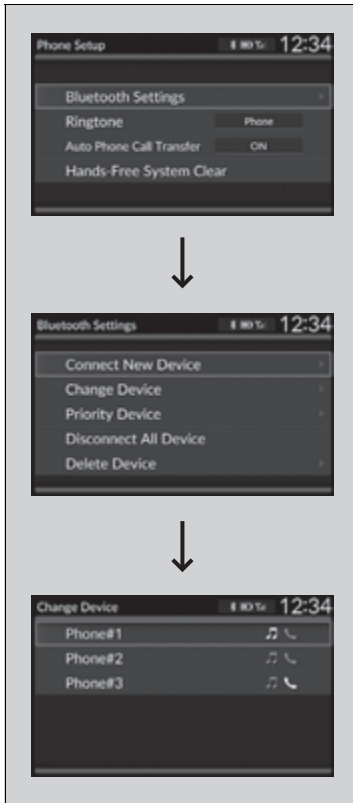 Phone Setup 12:34
Bluetooth Settings
Ringtone Phone
Auto Phone Call Transfer ON
Hands-Free System Clear
Bluetooth Settings 12:34
Connect New Device
Change Device
Priority Device
Disconnect All Device
Delete Device
Change Device 12:34
Phone#1
Phone#2
Phone#3